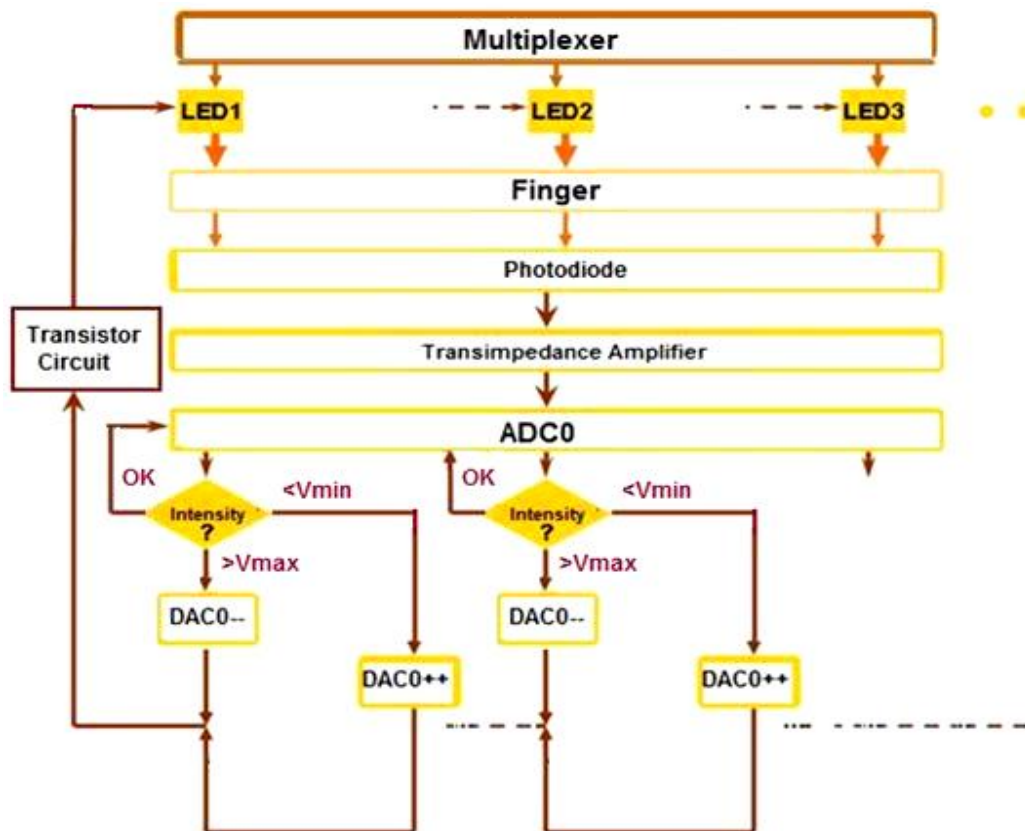 Multiplexer
LED1
LED2
LED3
Finger
Photodiode
Transistor
Circuit
Transimpedance Amplifier
ADC0
OK
<Vmin
OK
<Vmin
Intensity
?
Intensity
?
>Vmax
>Vmax
DAC0--
DAC0--
DAC0++
DAC0++